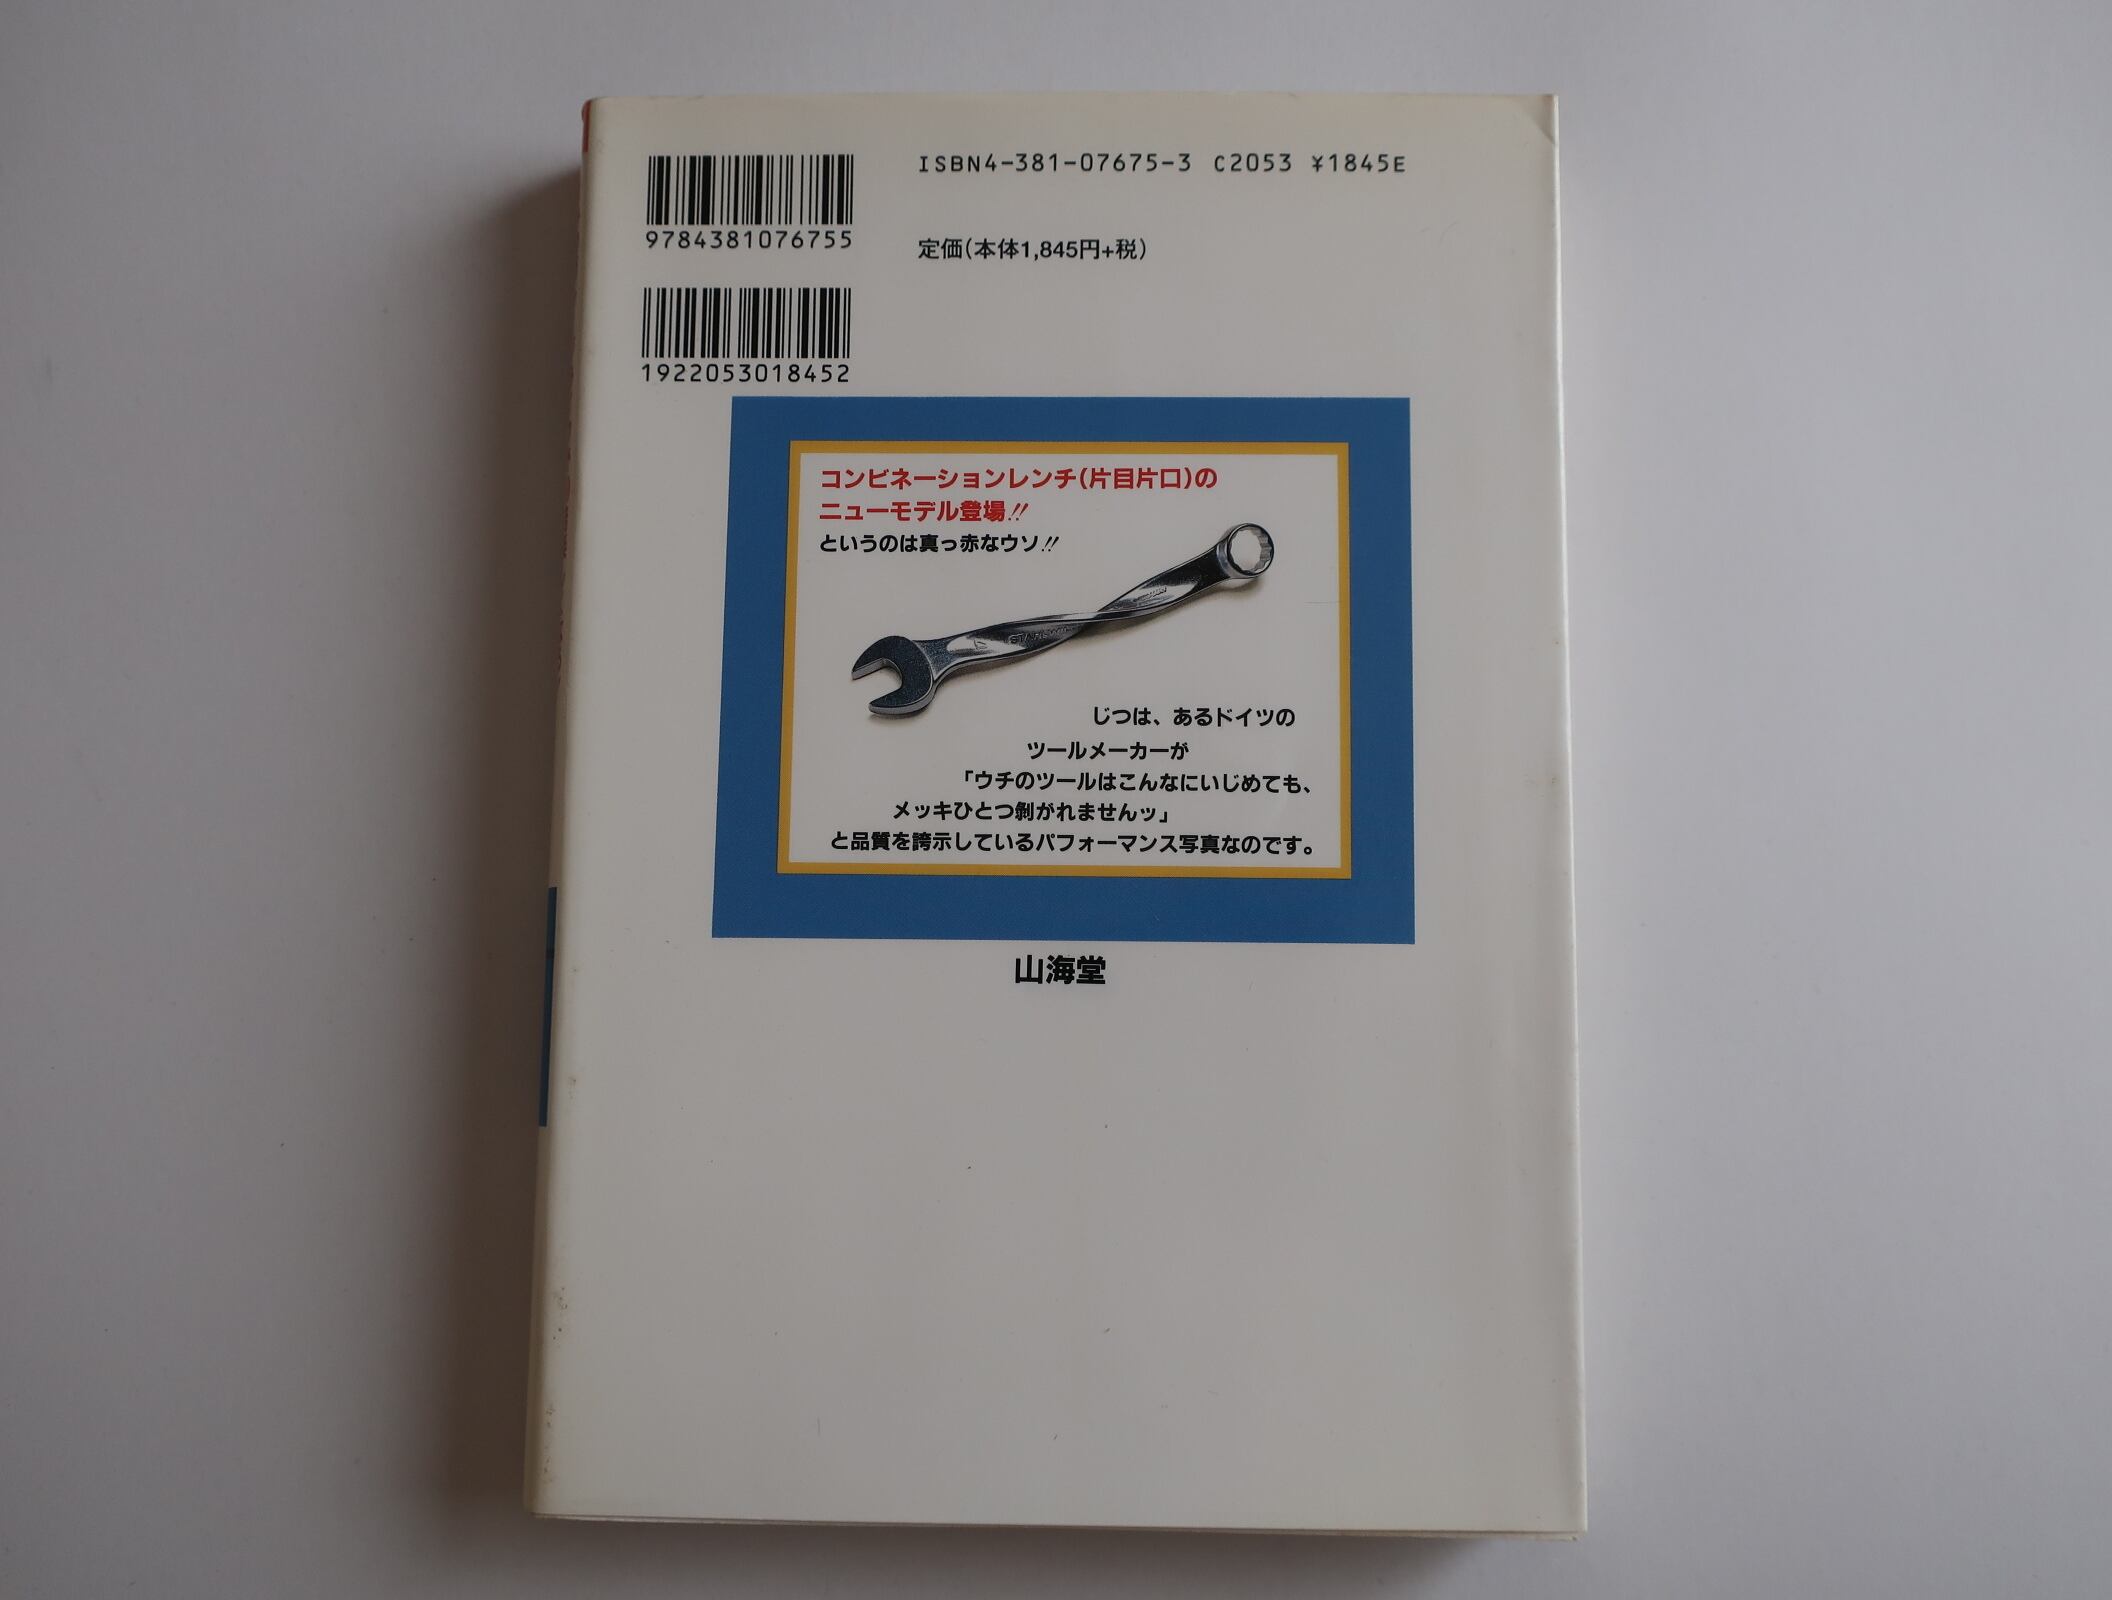 ISBN4-381-07675-3 C2053 ¥1845E
9784381076755
定価(本体1,845円+税)
1922053018452
コンビネーションレンチ(片目片口)の
ニューモデル登場!!
というのは真っ赤なウソ!!
じつは、あるドイツの
ツールメーカーが
「ウチのツールはこんなにいじめても、
メッキひとつ剝がれませんッ」
と品質を誇示しているパフォーマンス写真なのです。
山海堂